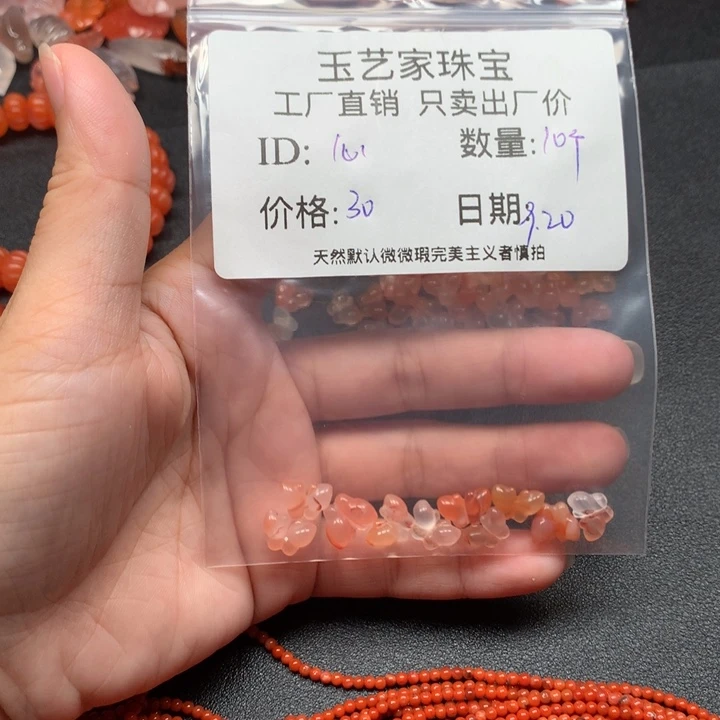 玉艺家珠宝
工厂直销 只卖出厂价
ID: 数量:10个
价格:30 日期:9.20
天然默认微微瑕完美主义者慎拍